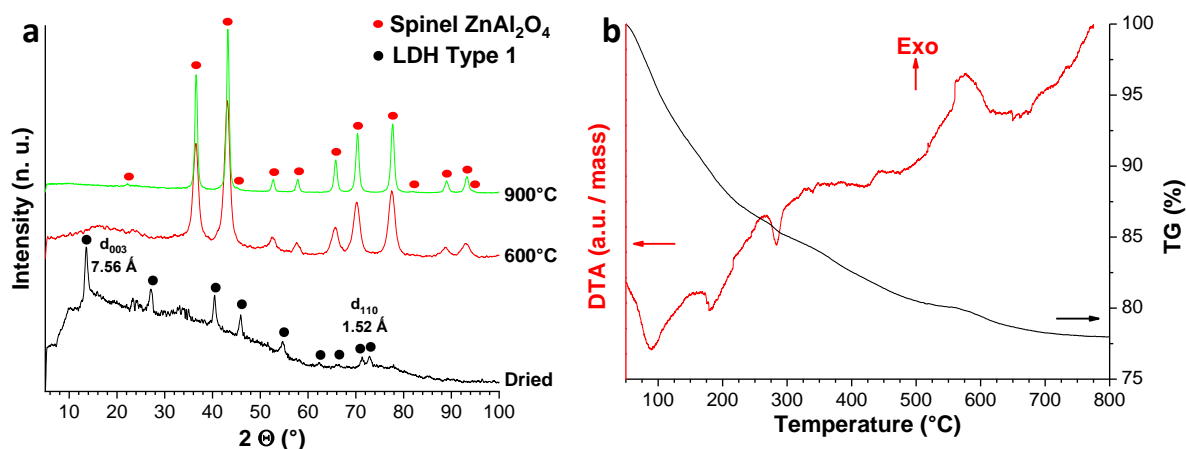 a
Spinel ZnAl₂O₄
LDH Type 1
Intensity (n. u.)
900°C
600°C
d₀₀₃
7.56 Å
d₁₁₀
1.52 Å
Dried
10 20 30 40 50 60 70 80 90 100
2 Θ (°)
b
Exo
DTA (a.u. / mass)
100
95
90
85
80
75
TG (%)
100 200 300 400 500 600 700 800
Temperature (°C)